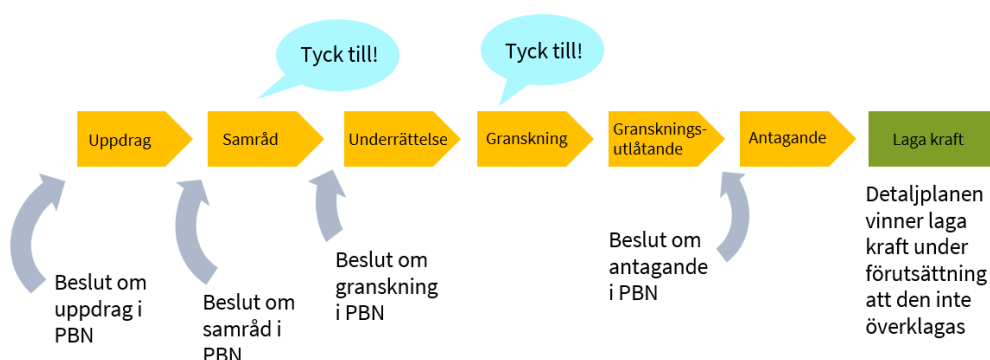 Tyck till!
Tyck till!
Uppdrag
Samråd
Underrättelse
Granskning
Gransknings-
utlåtande
Antagande
Laga kraft
Beslut om
uppdrag i
PBN
Beslut om
samråd i
PBN
Beslut om
granskning
i PBN
Beslut om
antagande
i PBN
Detaljplanen
vinner laga
kraft under
förutsättning
att den inte
överklagas